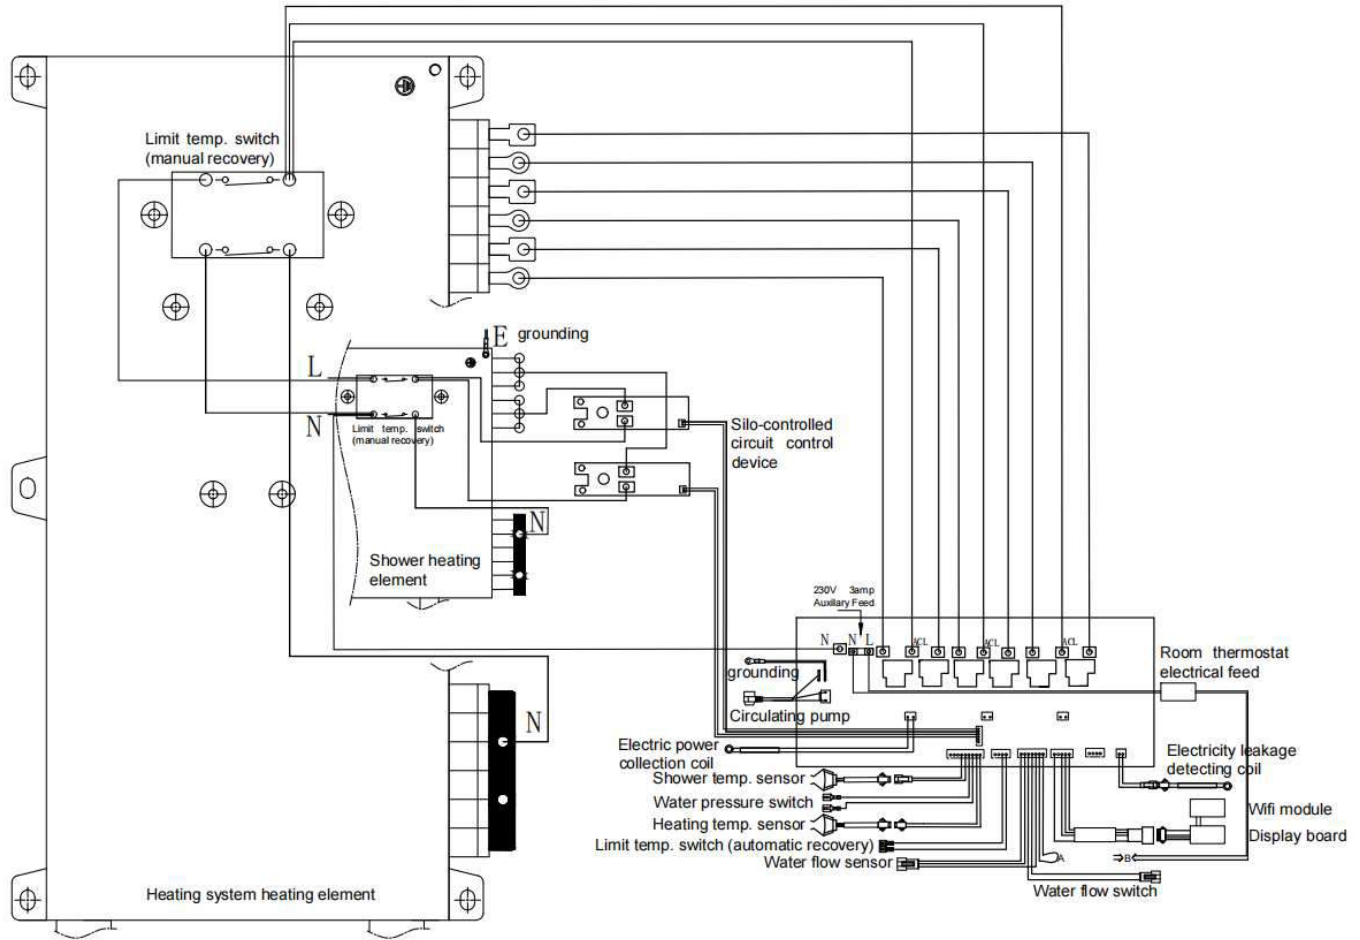 Limit temp. switch
(manual recovery)
E grounding
L
N
Limit temp. switch
(manual recovery)
Silo-controlled
circuit control
device
N
Shower heating
element
230V 3amp
Auxilary Feed
N N L ACL ACL ACL
grounding
Room thermostat
electrical feed
Circulating pump
N
Electric power
collection coil
Electricity leakage
detecting coil
Shower temp. sensor
Water pressure switch
Wifi module
Heating temp. sensor
Display board
Limit temp. switch (automatic recovery)
Water flow sensor
A
B
Water flow switch
Heating system heating element